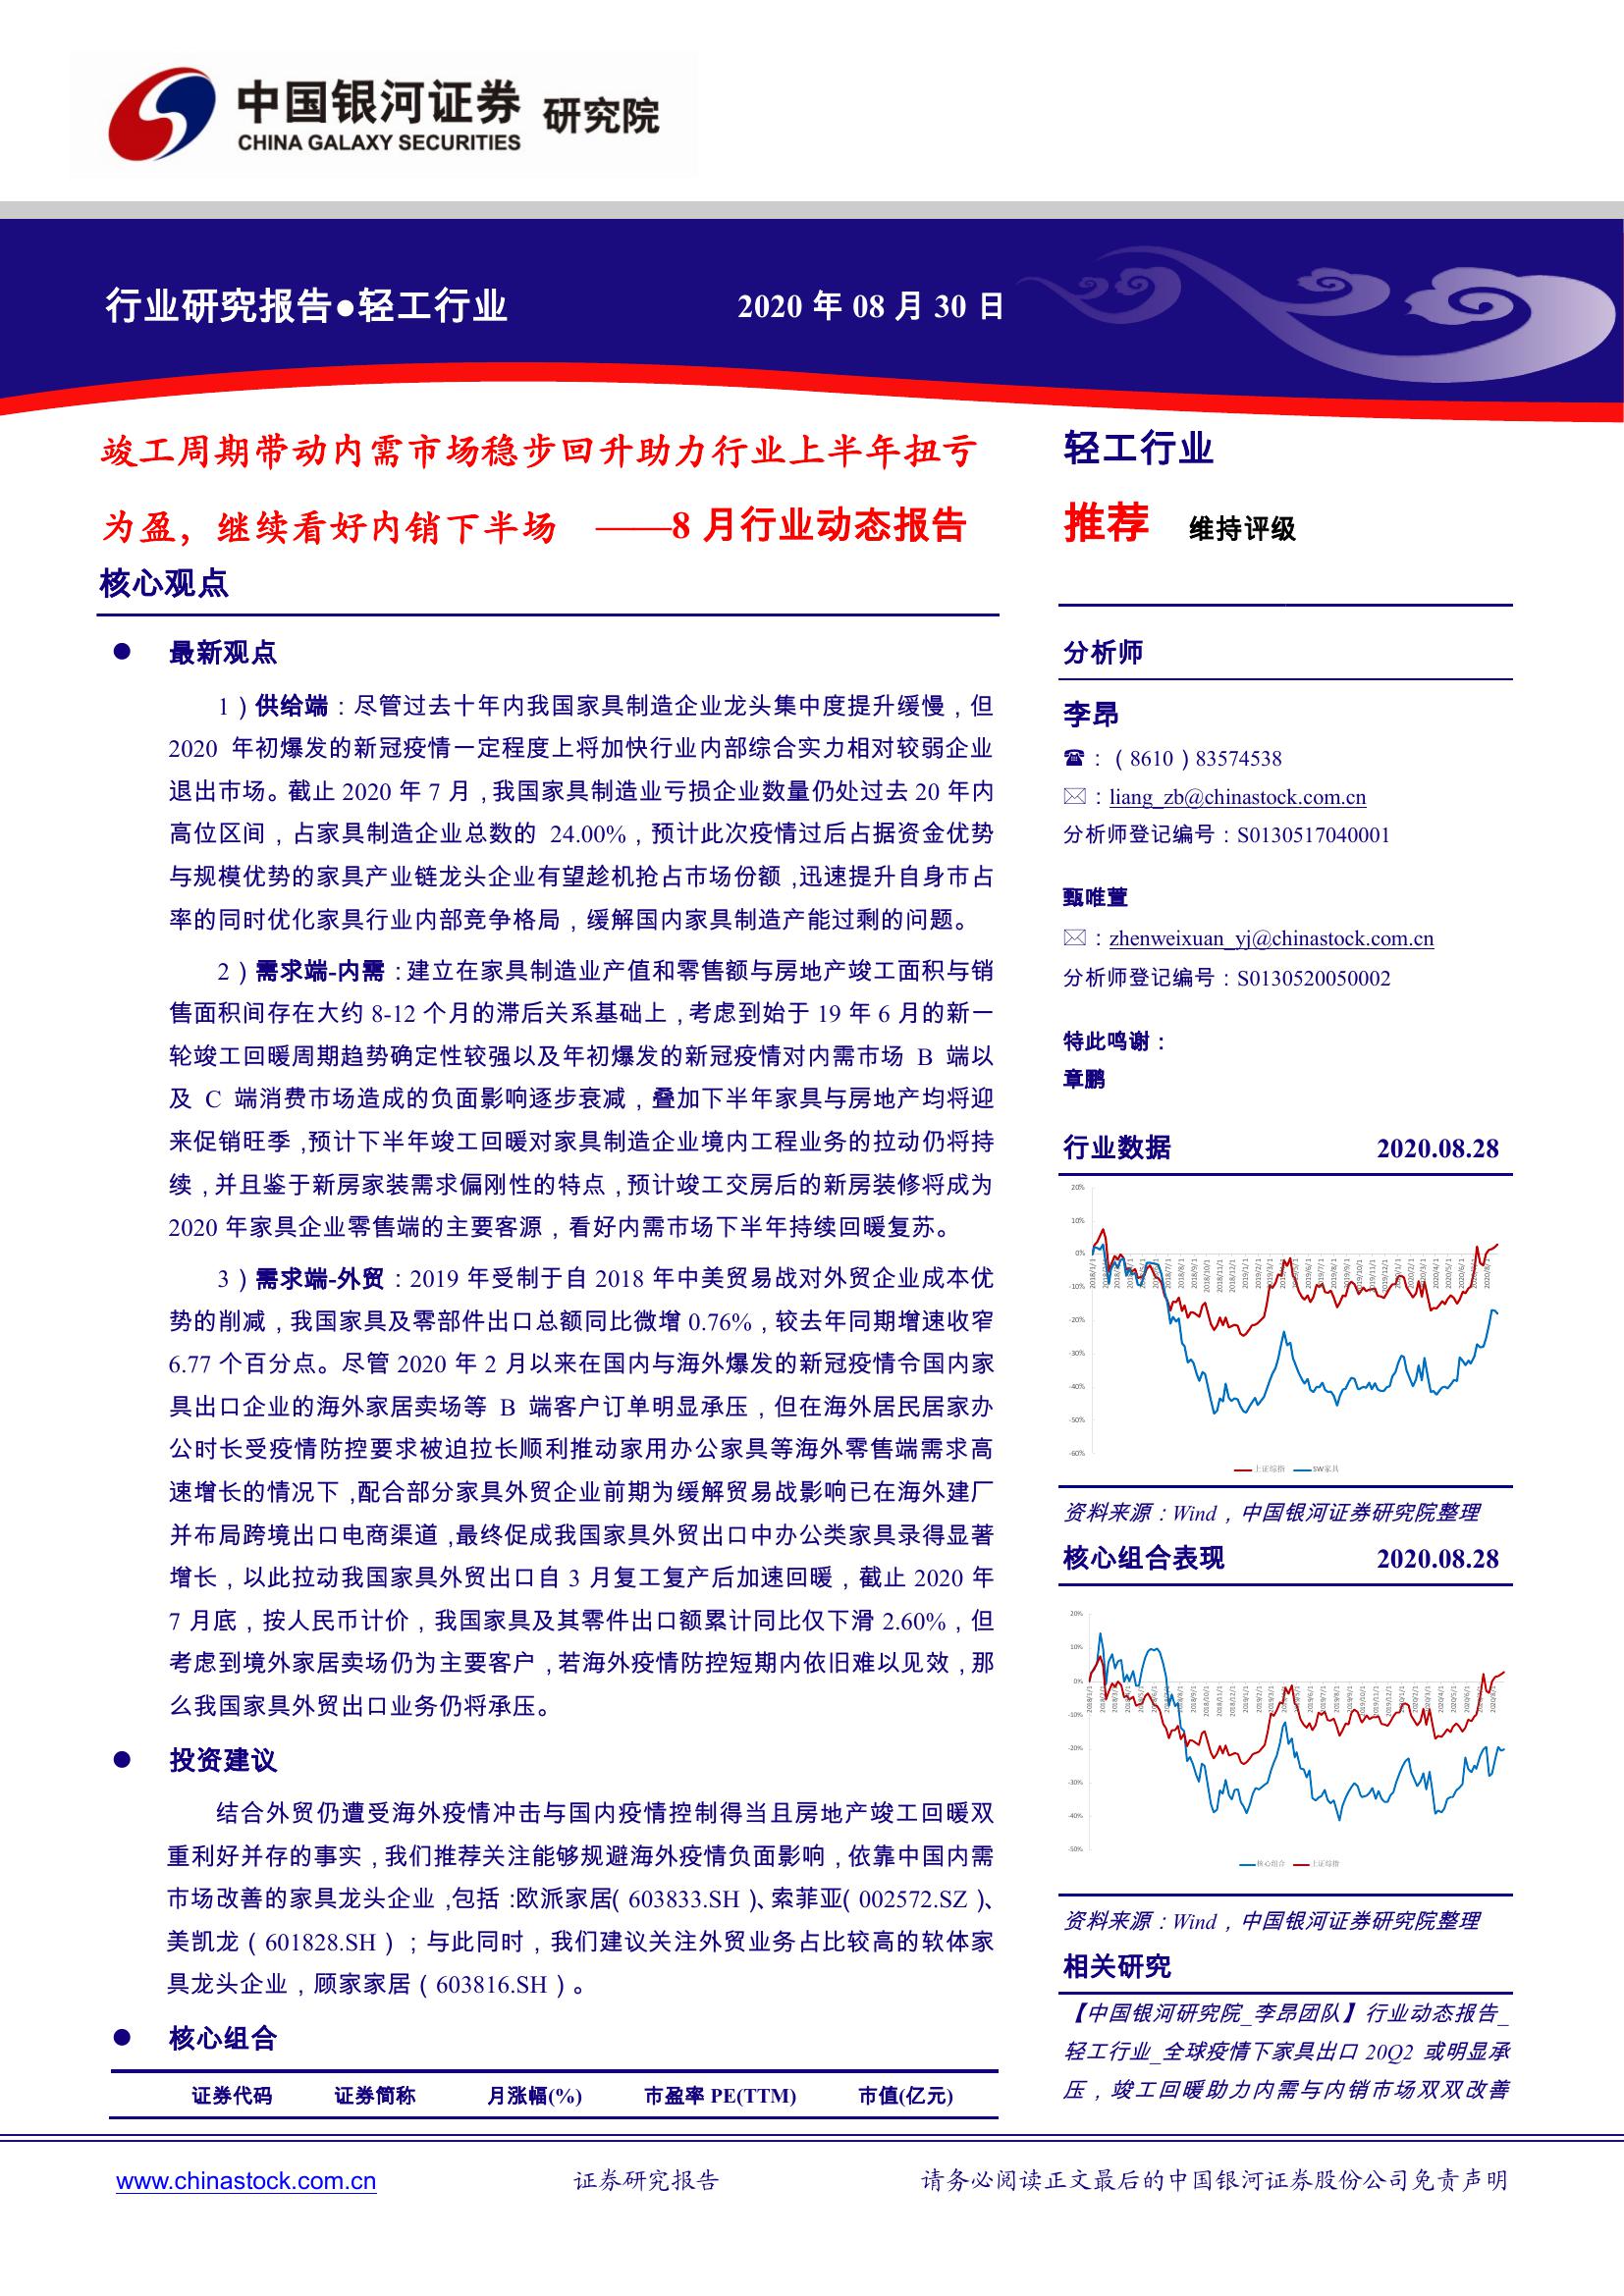 中国银河证券 研究院
CHINA GALAXY SECURITIES
行业研究报告●轻工行业 2020 年 08 月 30 日
竣工周期带动内需市场稳步回升助力行业上半年扭亏
为盈，继续看好内销下半场 ——8 月行业动态报告
核心观点
● 最新观点
1）供给端：尽管过去十年内我国家具制造企业龙头集中度提升缓慢，但
2020 年初爆发的新冠疫情一定程度上将加快行业内部综合实力相对较弱企业
退出市场。截止 2020 年 7 月，我国家具制造业亏损企业数量仍处过去 20 年内
高位区间，占家具制造企业总数的 24.00%，预计此次疫情过后占据资金优势
与规模优势的家具产业链龙头企业有望趁机抢占市场份额，迅速提升自身市占
率的同时优化家具行业内部竞争格局，缓解国内家具制造产能过剩的问题。
2）需求端-内需：建立在家具制造业产值和零售额与房地产竣工面积与销
售面积间存在大约 8-12 个月的滞后关系基础上，考虑到始于 19 年 6 月的新一
轮竣工回暖周期趋势确定性较强以及年初爆发的新冠疫情对内需市场 B 端以
及 C 端消费市场造成的负面影响逐步衰减，叠加下半年家具与房地产均将迎
来促销旺季，预计下半年竣工回暖对家具制造企业境内工程业务的拉动仍将持
续，并且鉴于新房家装需求偏刚性的特点，预计竣工交房后的新房装修将成为
2020 年家具企业零售端的主要客源，看好内需市场下半年持续回暖复苏。
3）需求端-外贸：2019 年受制于自 2018 年中美贸易战对外贸企业成本优
势的削减，我国家具及零部件出口总额同比微增 0.76%，较去年同期增速收窄
6.77 个百分点。尽管 2020 年 2 月以来在国内与海外爆发的新冠疫情令国内家
具出口企业的海外家居卖场等 B 端客户订单明显承压，但在海外居民居家办
公时长受疫情防控要求被迫拉长顺利推动家用办公家具等海外零售端需求高
速增长的情况下，配合部分家具外贸企业前期为缓解贸易战影响已在海外建厂
并布局跨境出口电商渠道，最终促成我国家具外贸出口中办公类家具录得显著
增长，以此拉动我国家具外贸出口自 3 月复工复产后加速回暖，截止 2020 年
7 月底，按人民币计价，我国家具及其零件出口额累计同比仅下滑 2.60%，但
考虑到境外家居卖场仍为主要客户，若海外疫情防控短期内依旧难以见效，那
么我国家具外贸出口业务仍将承压。
● 投资建议
结合外贸仍遭受海外疫情冲击与国内疫情控制得当且房地产竣工回暖双
重利好并存的事实，我们推荐关注能够规避海外疫情负面影响，依靠中国内需
市场改善的家具龙头企业，包括：欧派家居（603833.SH）、索菲亚（002572.SZ）、
美凯龙（601828.SH）；与此同时，我们建议关注外贸业务占比较高的软体家
具龙头企业，顾家家居（603816.SH）。
● 核心组合
证券代码 证券简称 月涨幅(%) 市盈率 PE(TTM) 市值(亿元)
轻工行业
推荐 维持评级
分析师
李昂
☎：（8610）83574538
✉：liang_zb@chinastock.com.cn
分析师登记编号：S0130517040001
甄唯萱
✉：zhenweixuan_yj@chinastock.com.cn
分析师登记编号：S0130520050002
特此鸣谢：
章鹏
行业数据 2020.08.28
20%
10%
0%
-10%
-20%
-30%
-40%
-50%
-60%
上证综指 SW家具
资料来源：Wind，中国银河证券研究院整理
核心组合表现 2020.08.28
20%
10%
0%
-10%
-20%
-30%
-40%
-50%
核心组合 上证综指
资料来源：Wind，中国银河证券研究院整理
相关研究
【中国银河研究院_李昂团队】行业动态报告_
轻工行业_全球疫情下家具出口 20Q2 或明显承
压，竣工回暖助力内需与内销市场双双改善
www.chinastock.com.cn 证券研究报告 请务必阅读正文最后的中国银河证券股份公司免责声明